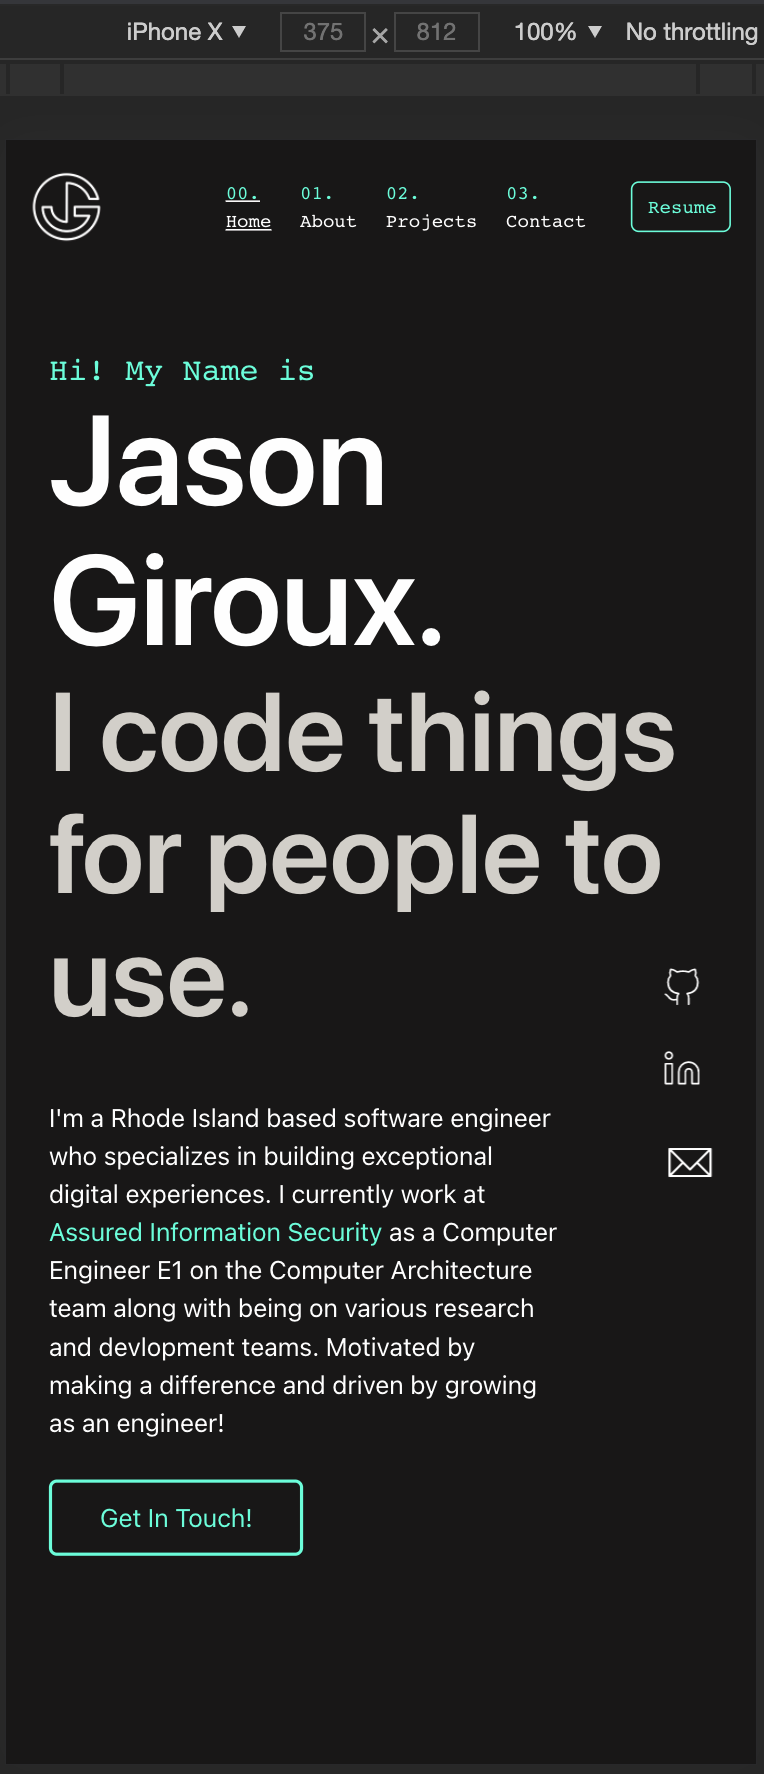 iPhone X ▼ 375 × 812 100% ▼ No throttling
00. 01. 02. 03.
Home About Projects Contact Resume
Hi! My Name is
Jason
Giroux.
I code things
for people to
use.
I'm a Rhode Island based software engineer
who specializes in building exceptional
digital experiences. I currently work at
Assured Information Security as a Computer
Engineer E1 on the Computer Architecture
team along with being on various research
and devlopment teams. Motivated by
making a difference and driven by growing
as an engineer!
Get In Touch!